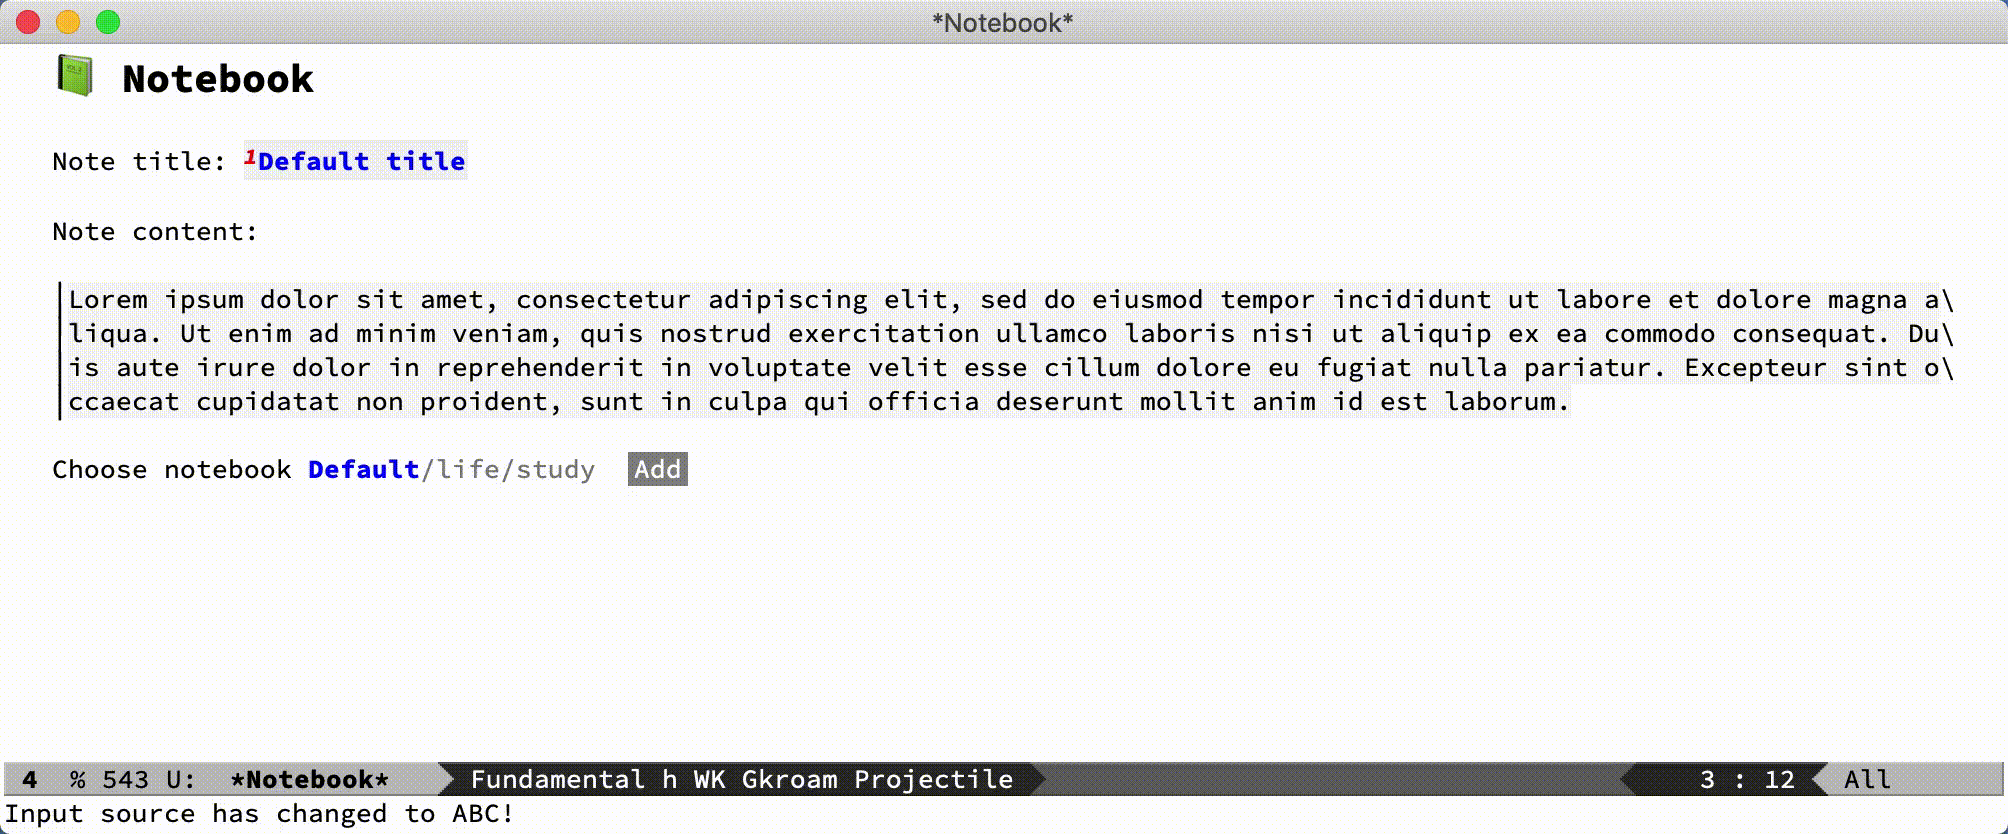 *Notebook*
Notebook
Note title: 1Default title
Note content:
Lorem ipsum dolor sit amet, consectetur adipiscing elit, sed do eiusmod tempor incididunt ut labore et dolore magna a\
liqua. Ut enim ad minim veniam, quis nostrud exercitation ullamco laboris nisi ut aliquip ex ea commodo consequat. Du\
is aute irure dolor in reprehenderit in voluptate velit esse cillum dolore eu fugiat nulla pariatur. Excepteur sint o\
ccaecat cupidatat non proident, sunt in culpa qui officia deserunt mollit anim id est laborum.
Choose notebook Default/life/study Add
4 % 543 U: *Notebook* Fundamental h WK Gkroam Projectile 3 : 12 All
Input source has changed to ABC!